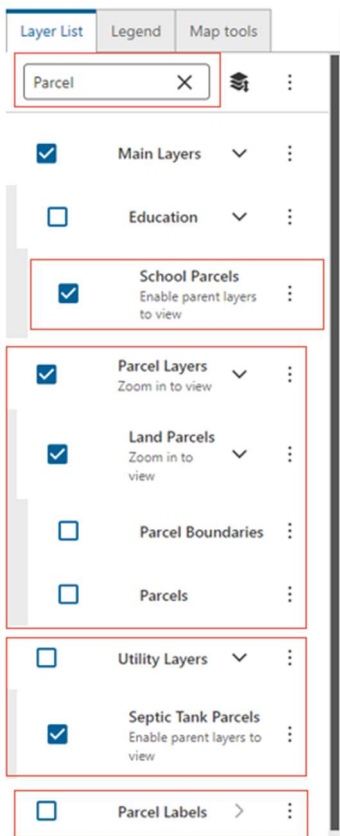 Layer List Legend Map tools
Parcel
Main Layers
Education
School Parcels
Enable parent layers
to view
Parcel Layers
Zoom in to view
Land Parcels
Zoom in to
view
Parcel Boundaries
Parcels
Utility Layers
Septic Tank Parcels
Enable parent layers to
view
Parcel Labels